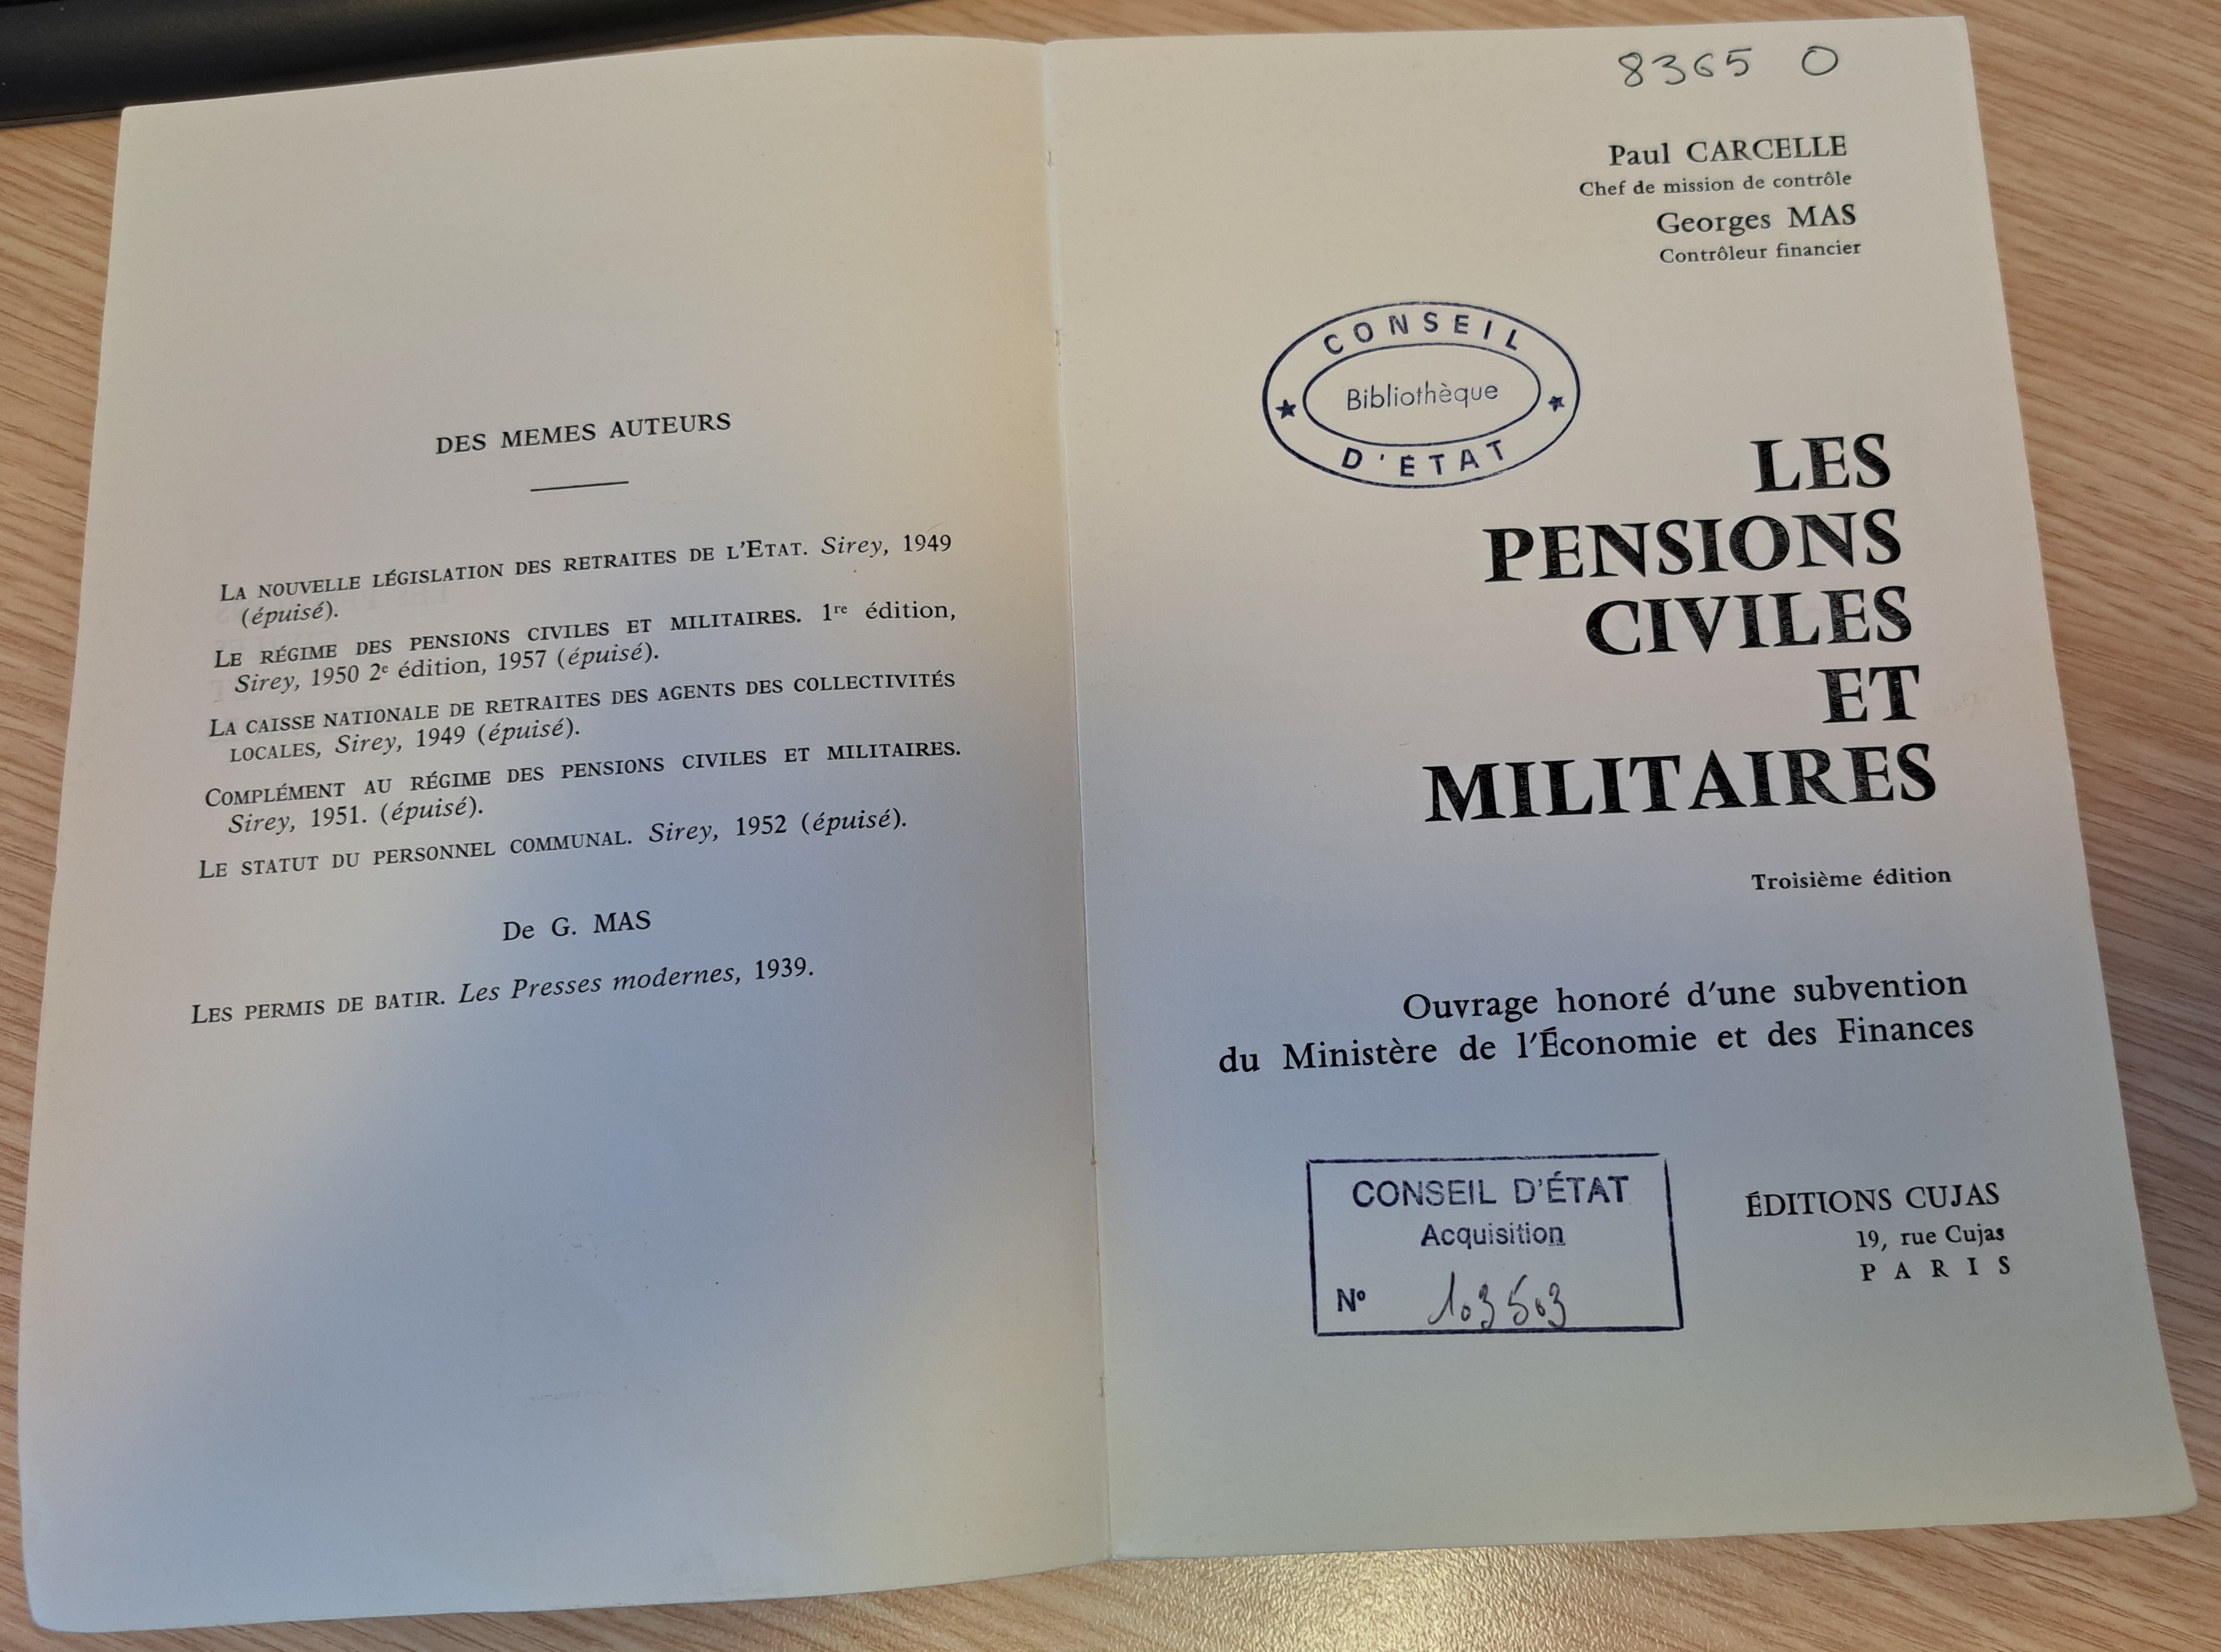 DES MEMES AUTEURS
LA NOUVELLE LÉGISLATION DES RETRAITES DE L'ETAT. Sirey, 1949
(épuisé).
LE RÉGIME DES PENSIONS CIVILES ET MILITAIRES. 1re édition,
Sirey, 1950 2e édition, 1957 (épuisé).
LA CAISSE NATIONALE DE RETRAITES DES AGENTS DES COLLECTIVITÉS
LOCALES, Sirey, 1949 (épuisé).
COMPLÉMENT AU RÉGIME DES PENSIONS CIVILES ET MILITAIRES.
Sirey, 1951. (épuisé).
LE STATUT DU PERSONNEL COMMUNAL. Sirey, 1952 (épuisé).
De G. MAS
LES PERMIS DE BATIR. Les Presses modernes, 1939.
8365 O
Paul CARCELLE
Chef de mission de contrôle
Georges MAS
Contrôleur financier
CONSEIL
Bibliothèque
D'ÉTAT
LES
PENSIONS
CIVILES
ET
MILITAIRES
Troisième édition
Ouvrage honoré d'une subvention
du Ministère de l'Économie et des Finances
CONSEIL D'ÉTAT
Acquisition
No 103503
ÉDITIONS CUJAS
19, rue Cujas
PARIS